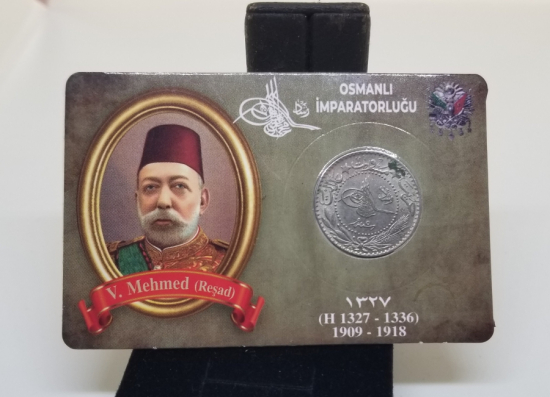 OSMANLI
İMPARATORLUĞU
V. Mehmed (Reşad)
١٣٢٧
(H 1327 - 1336)
1909 - 1918